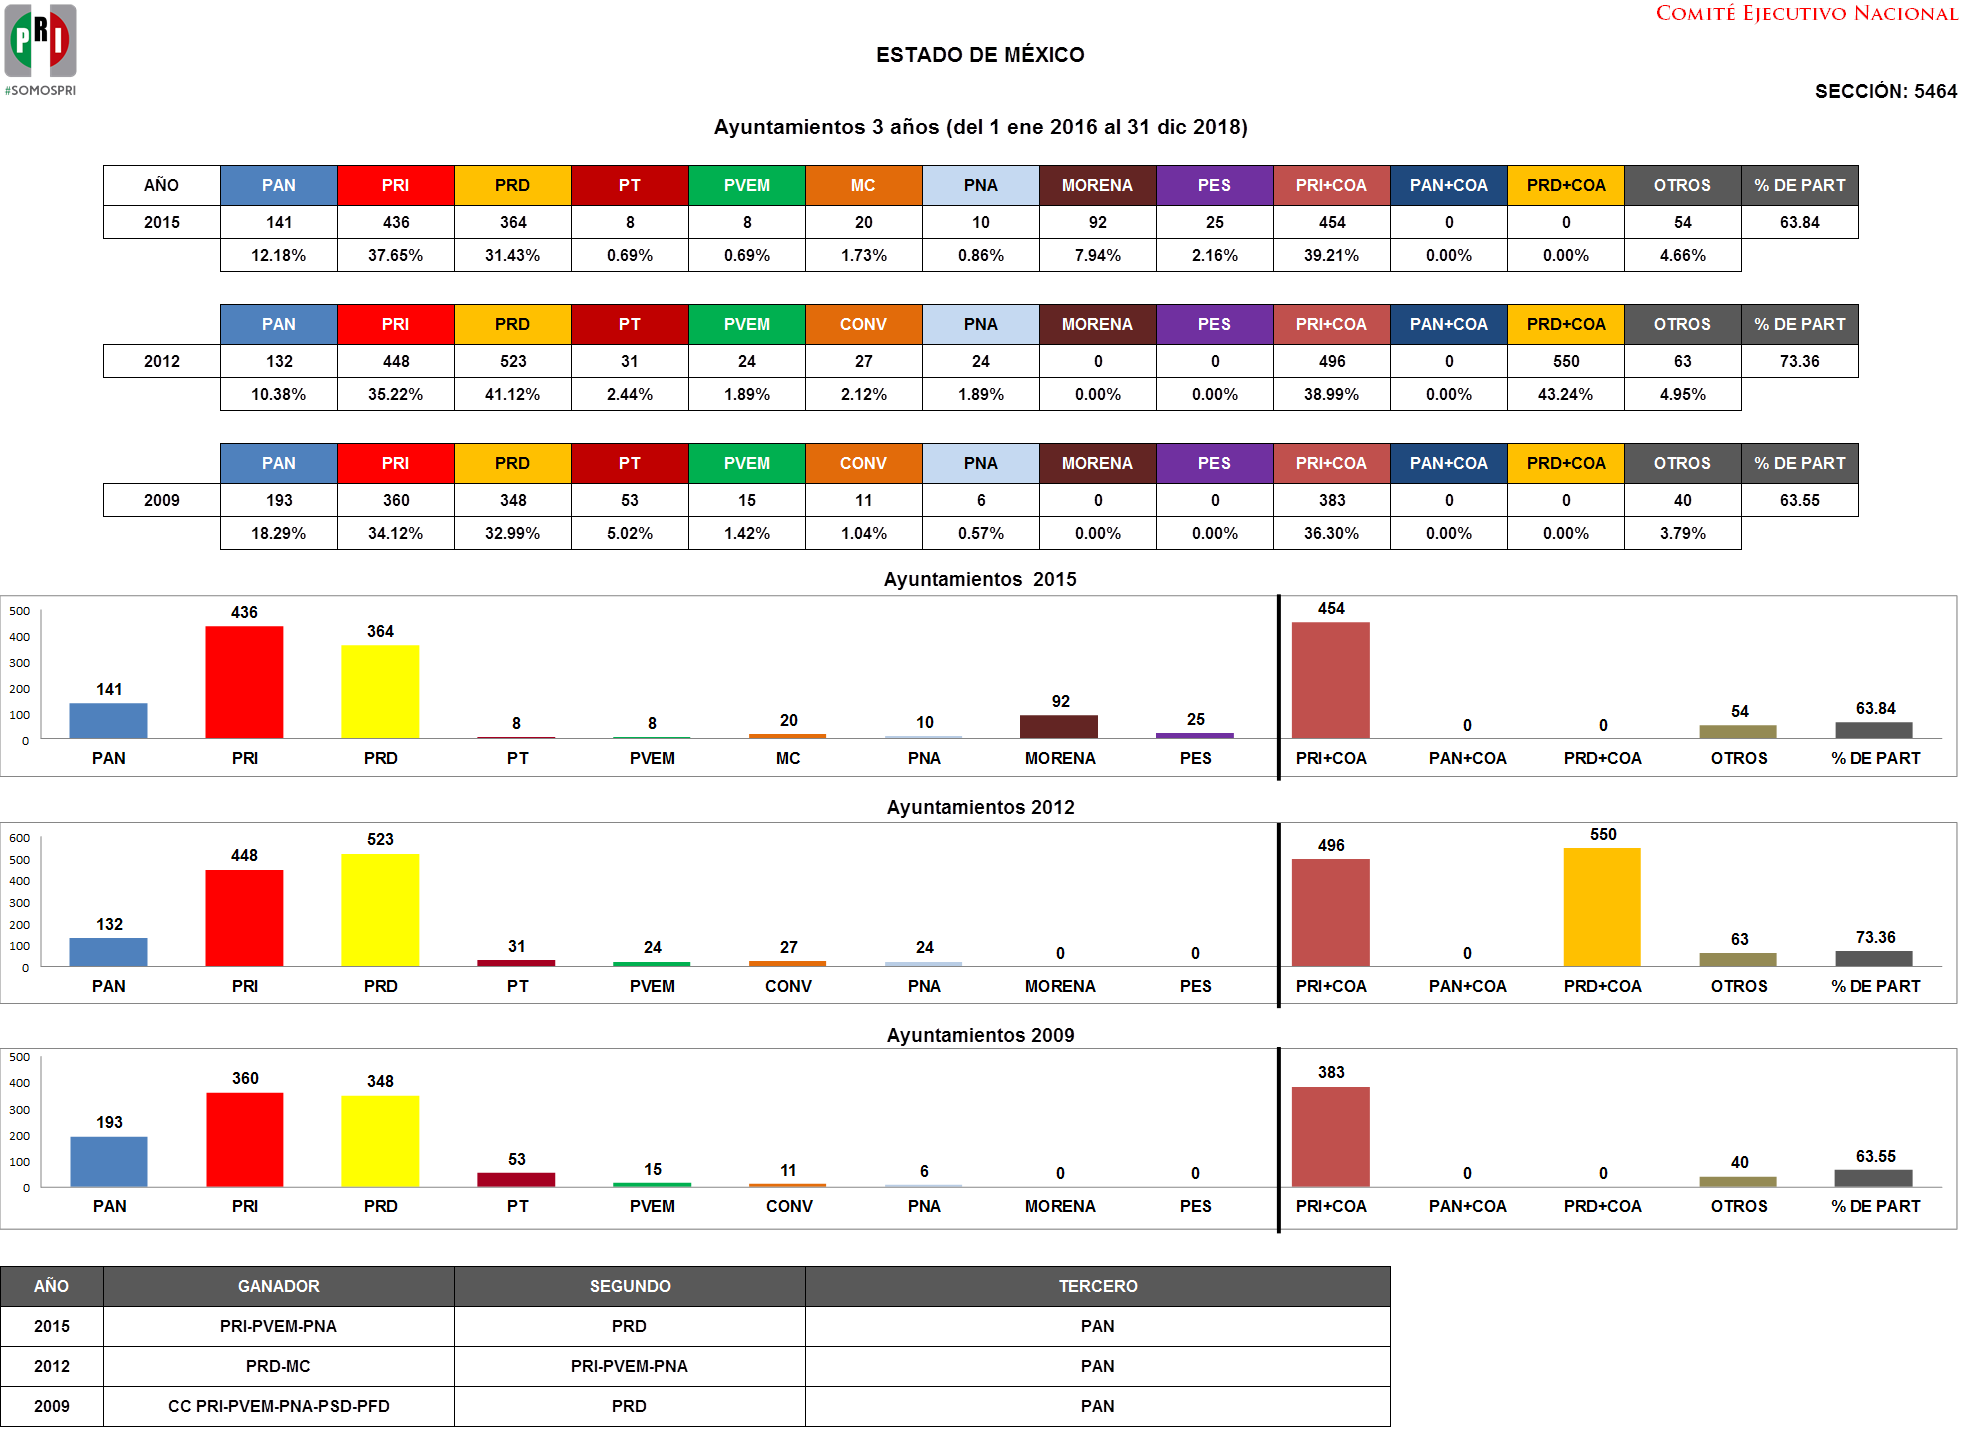 PRI
#SOMOSPRI
COMITÉ EJECUTIVO NACIONAL
ESTADO DE MÉXICO
SECCIÓN: 5464
Ayuntamientos 3 años (del 1 ene 2016 al 31 dic 2018)
AÑO PAN PRI PRD PT PVEM MC PNA MORENA PES PRI+COA PAN+COA PRD+COA OTROS % DE PART
2015 141 436 364 8 8 20 10 92 25 454 0 0 54 63.84
12.18% 37.65% 31.43% 0.69% 0.69% 1.73% 0.86% 7.94% 2.16% 39.21% 0.00% 0.00% 4.66%
PAN PRI PRD PT PVEM CONV PNA MORENA PES PRI+COA PAN+COA PRD+COA OTROS % DE PART
2012 132 448 523 31 24 27 24 0 0 496 0 550 63 73.36
10.38% 35.22% 41.12% 2.44% 1.89% 2.12% 1.89% 0.00% 0.00% 38.99% 0.00% 43.24% 4.95%
PAN PRI PRD PT PVEM CONV PNA MORENA PES PRI+COA PAN+COA PRD+COA OTROS % DE PART
2009 193 360 348 53 15 11 6 0 0 383 0 0 40 63.55
18.29% 34.12% 32.99% 5.02% 1.42% 1.04% 0.57% 0.00% 0.00% 36.30% 0.00% 0.00% 3.79%
Ayuntamientos 2015
500
400
300
200
100
0
141 436 364 8 8 20 10 92 25 454 0 0 54 63.84
PAN PRI PRD PT PVEM MC PNA MORENA PES PRI+COA PAN+COA PRD+COA OTROS % DE PART
Ayuntamientos 2012
600
500
400
300
200
100
0
132 448 523 31 24 27 24 0 0 496 0 550 63 73.36
PAN PRI PRD PT PVEM CONV PNA MORENA PES PRI+COA PAN+COA PRD+COA OTROS % DE PART
Ayuntamientos 2009
500
400
300
200
100
0
193 360 348 53 15 11 6 0 0 383 0 0 40 63.55
PAN PRI PRD PT PVEM CONV PNA MORENA PES PRI+COA PAN+COA PRD+COA OTROS % DE PART
AÑO GANADOR SEGUNDO TERCERO
2015 PRI-PVEM-PNA PRD PAN
2012 PRD-MC PRI-PVEM-PNA PAN
2009 CC PRI-PVEM-PNA-PSD-PFD PRD PAN